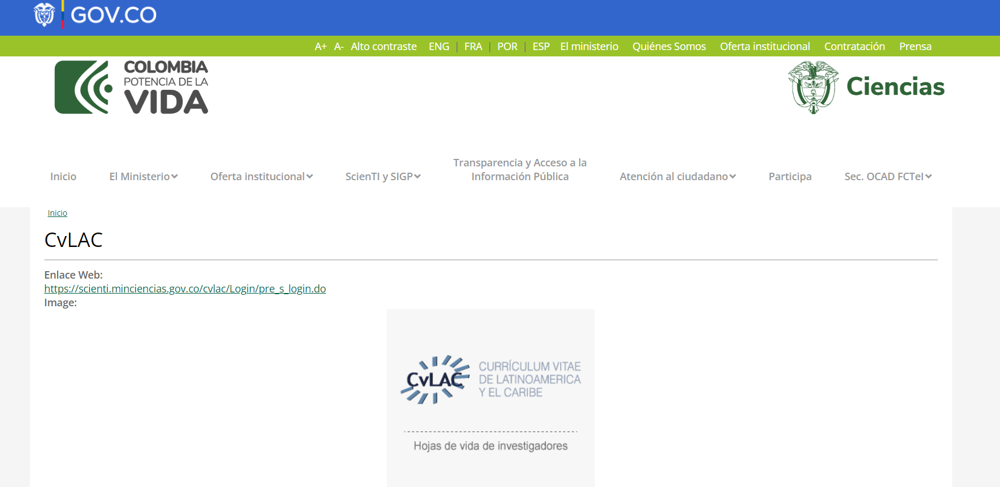 GOV.CO
A+ A- Alto contraste ENG | FRA | POR | ESP El ministerio Quiénes Somos Oferta institucional Contratación Prensa
COLOMBIA
POTENCIA DE LA
VIDA
Ciencias
Inicio El Ministerio Oferta institucional ScienTI y SIGP Transparencia y Acceso a la
Información Pública Atención al ciudadano Participa Sec. OCAD FCTeI
Inicio
CvLAC
Enlace Web:
https://scienti.minciencias.gov.co/cvlac/Login/pre_s_login.do
Image:
CvLAC
CURRÍCULUM VITAE
DE LATINOAMERICA
Y EL CARIBE
Hojas de vida de investigadores